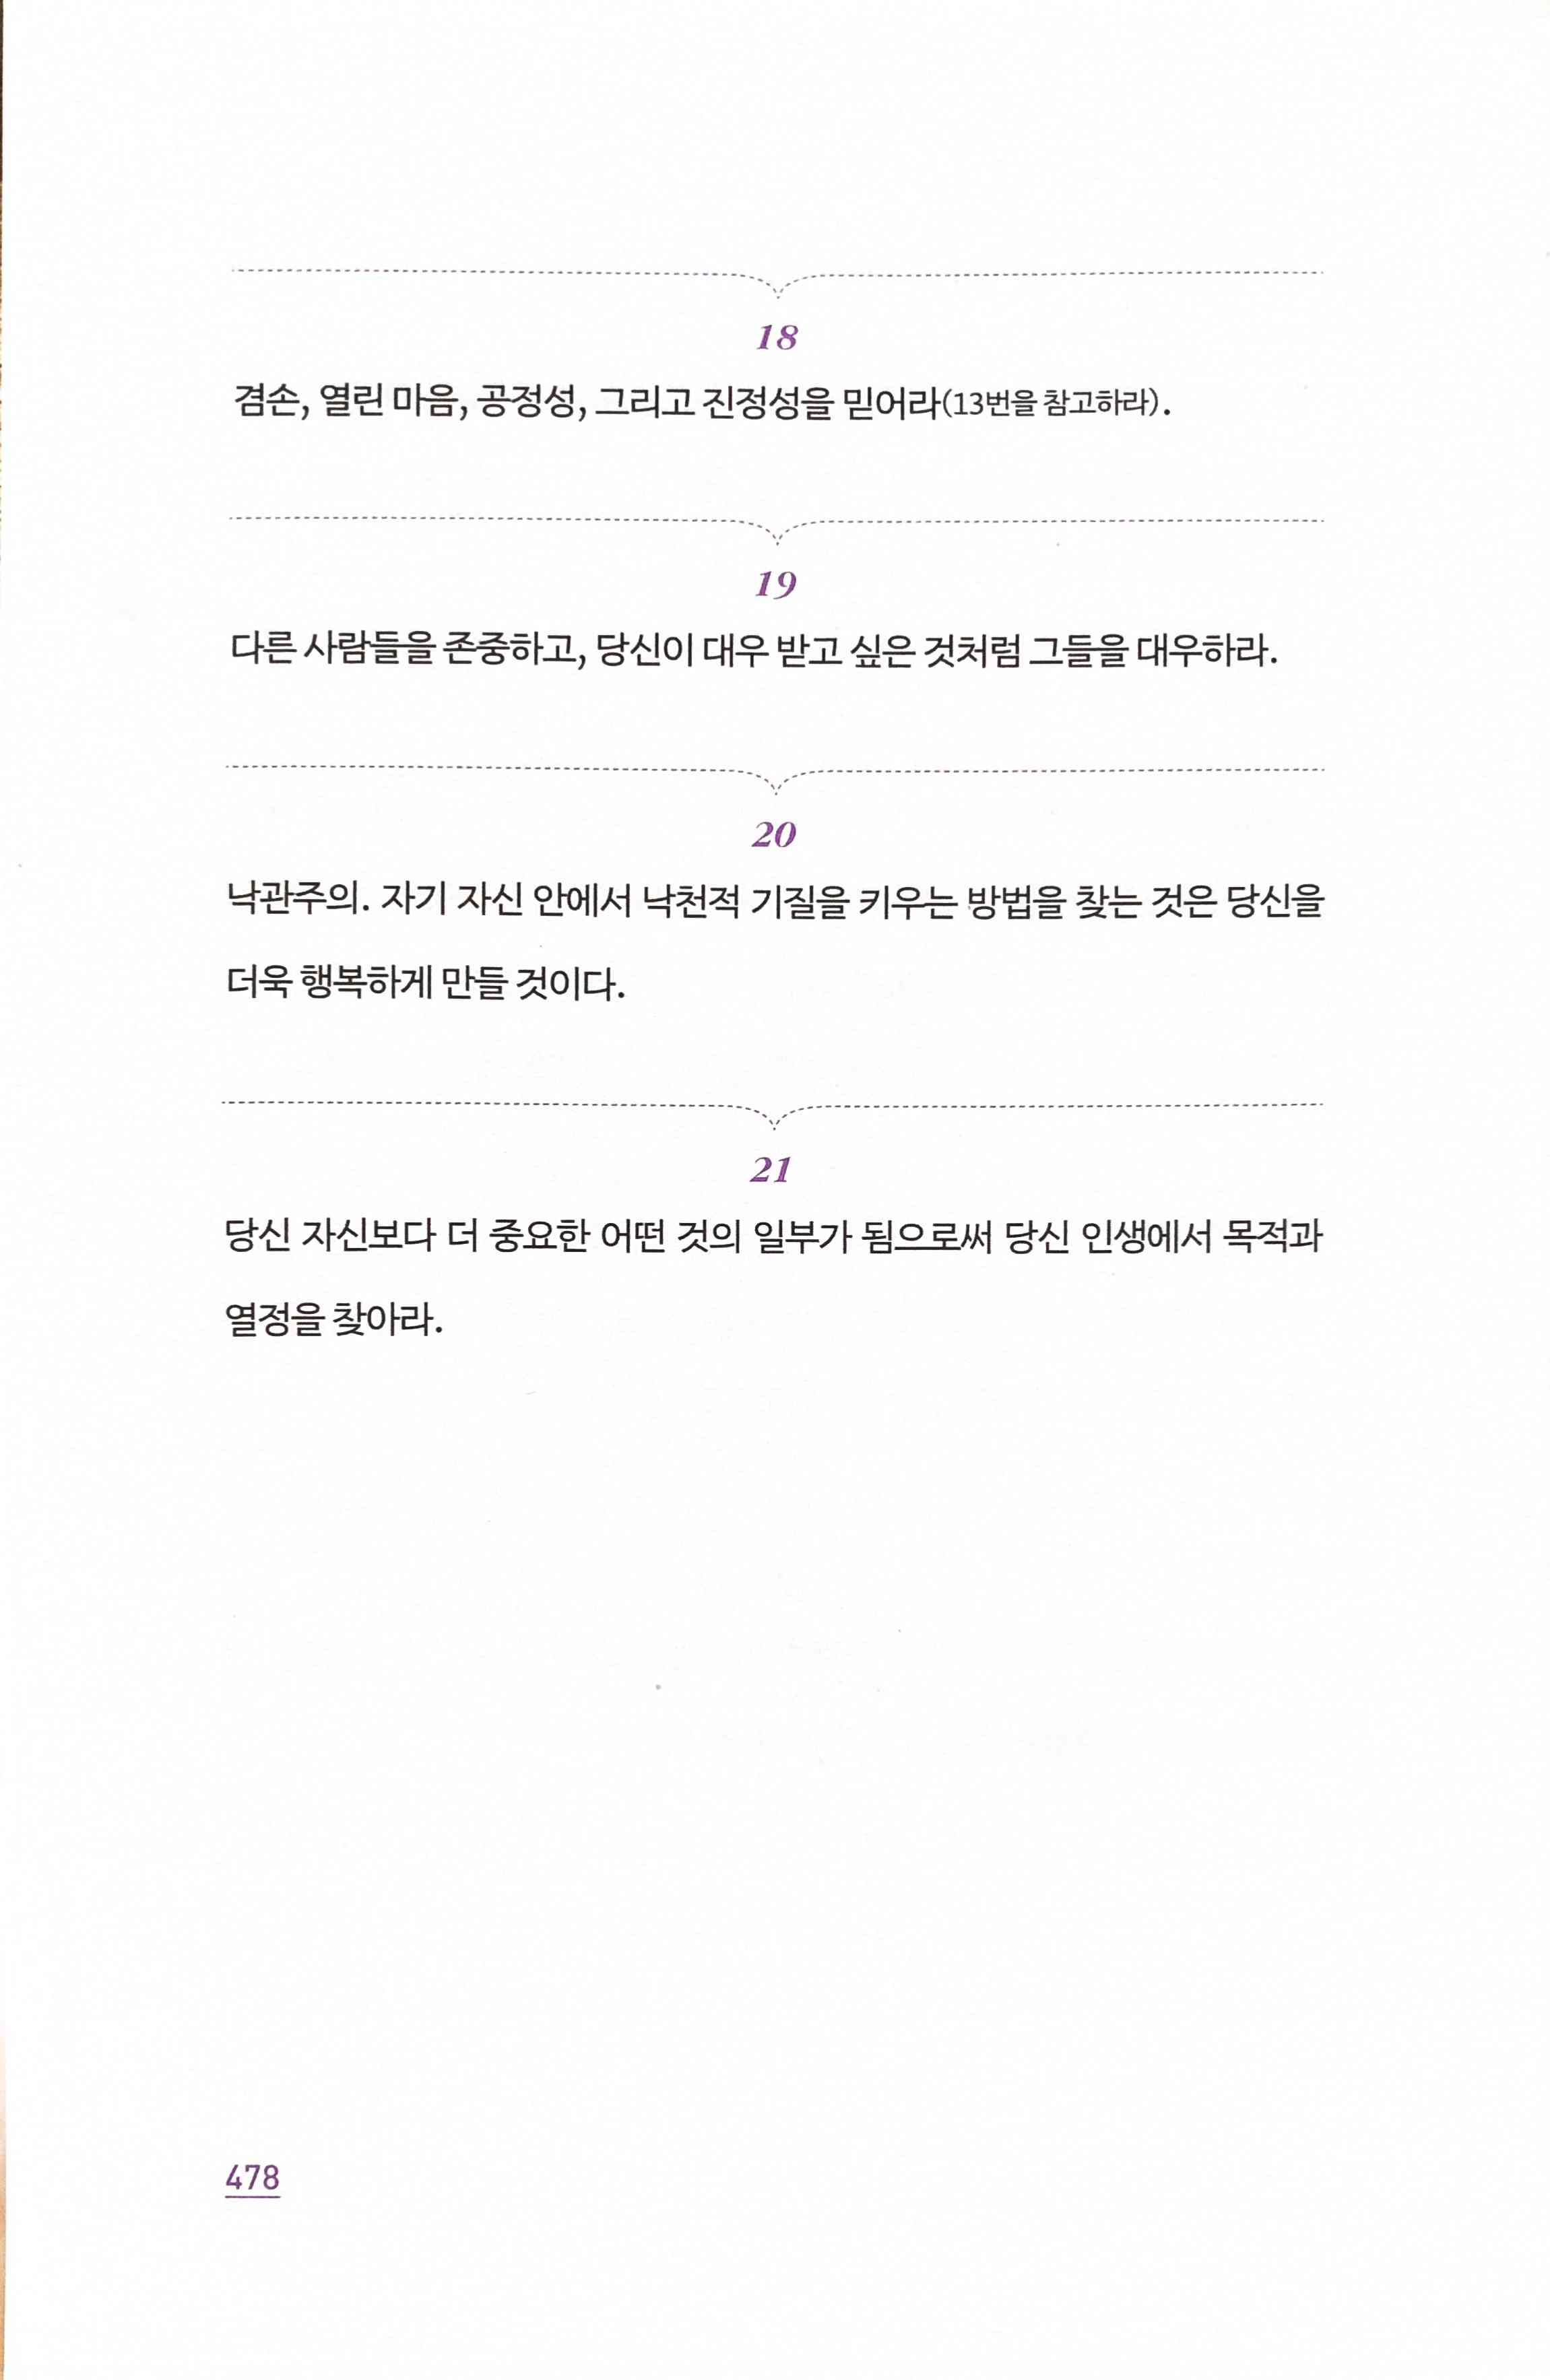 18
겸손, 열린 마음, 공정성, 그리고 진정성을 믿어라(13번을 참고하라).
19
다른 사람들을 존중하고, 당신이 대우 받고 싶은 것처럼 그들을 대우하라.
20
낙관주의. 자기 자신 안에서 낙천적 기질을 키우는 방법을 찾는 것은 당신을
더욱 행복하게 만들 것이다.
21
당신 자신보다 더 중요한 어떤 것의 일부가 됨으로써 당신 인생에서 목적과
열정을 찾아라.
478